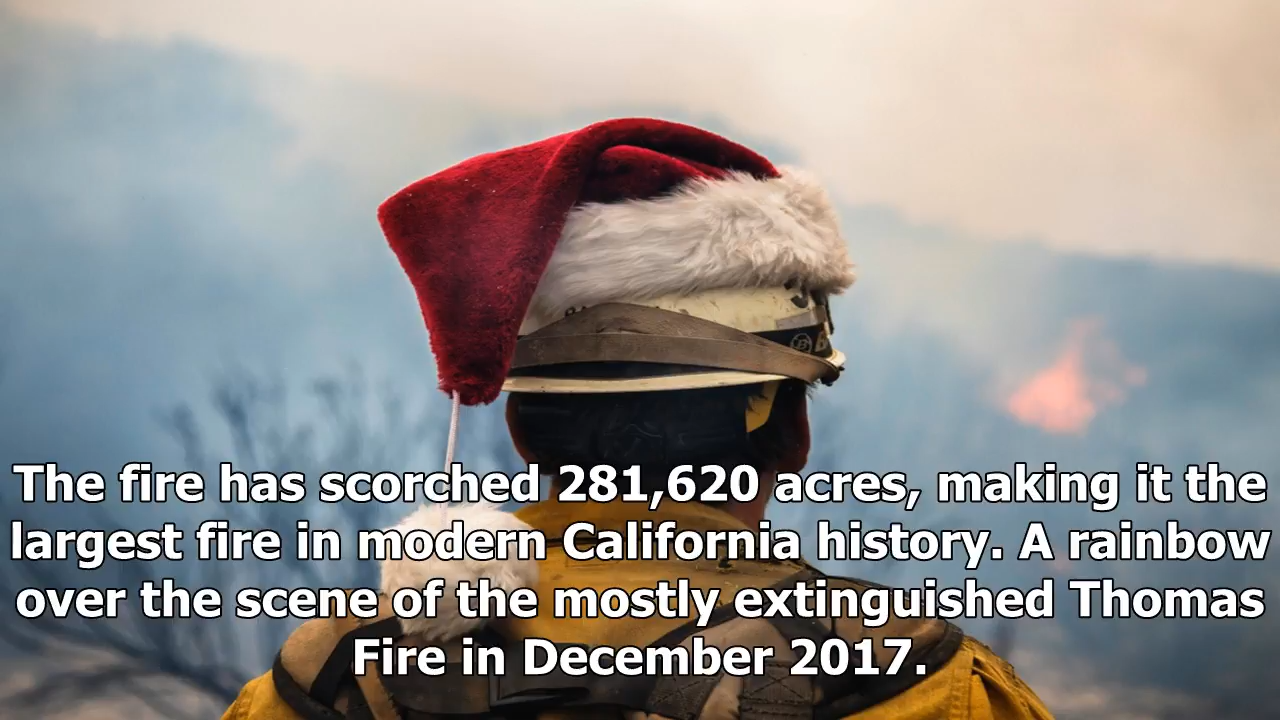 The fire has scorched 281,620 acres, making it the
largest fire in modern California history. A rainbow
over the scene of the mostly extinguished Thomas
Fire in December 2017.